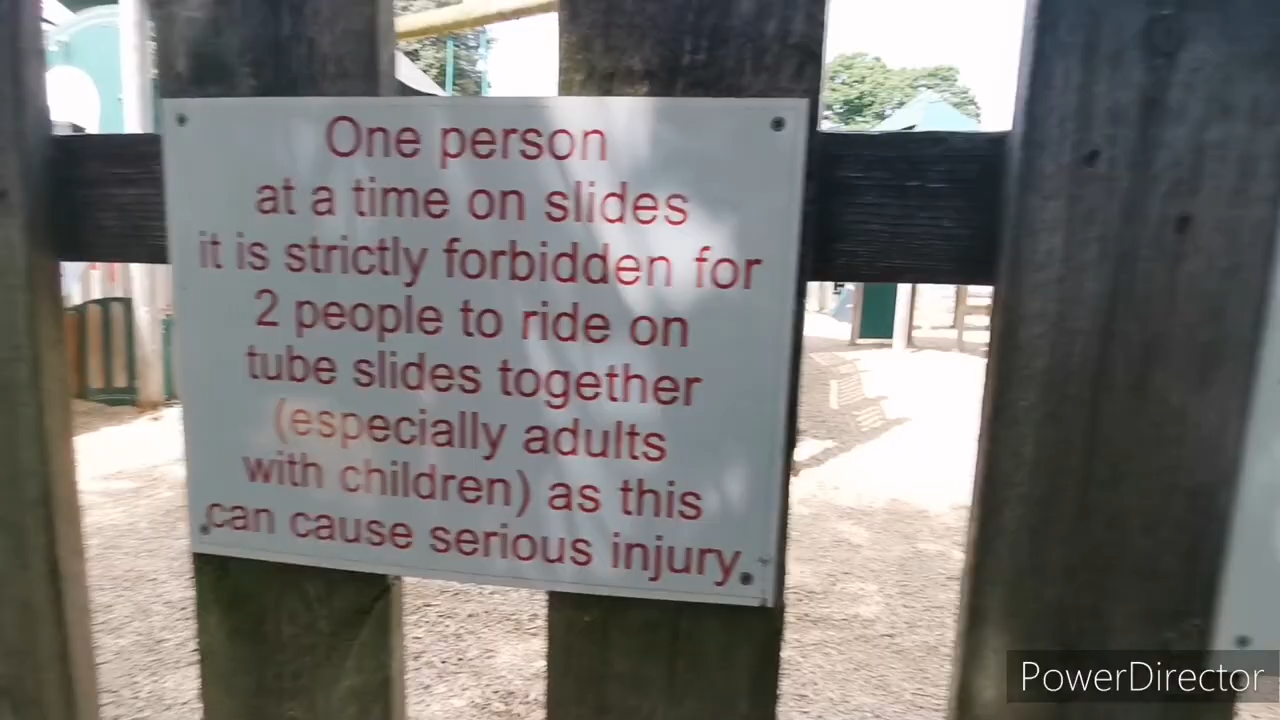 One person
at a time on slides
it is strictly forbidden for
2 people to ride on
tube slides together
(especially adults
with children) as this
can cause serious injury.
PowerDirector